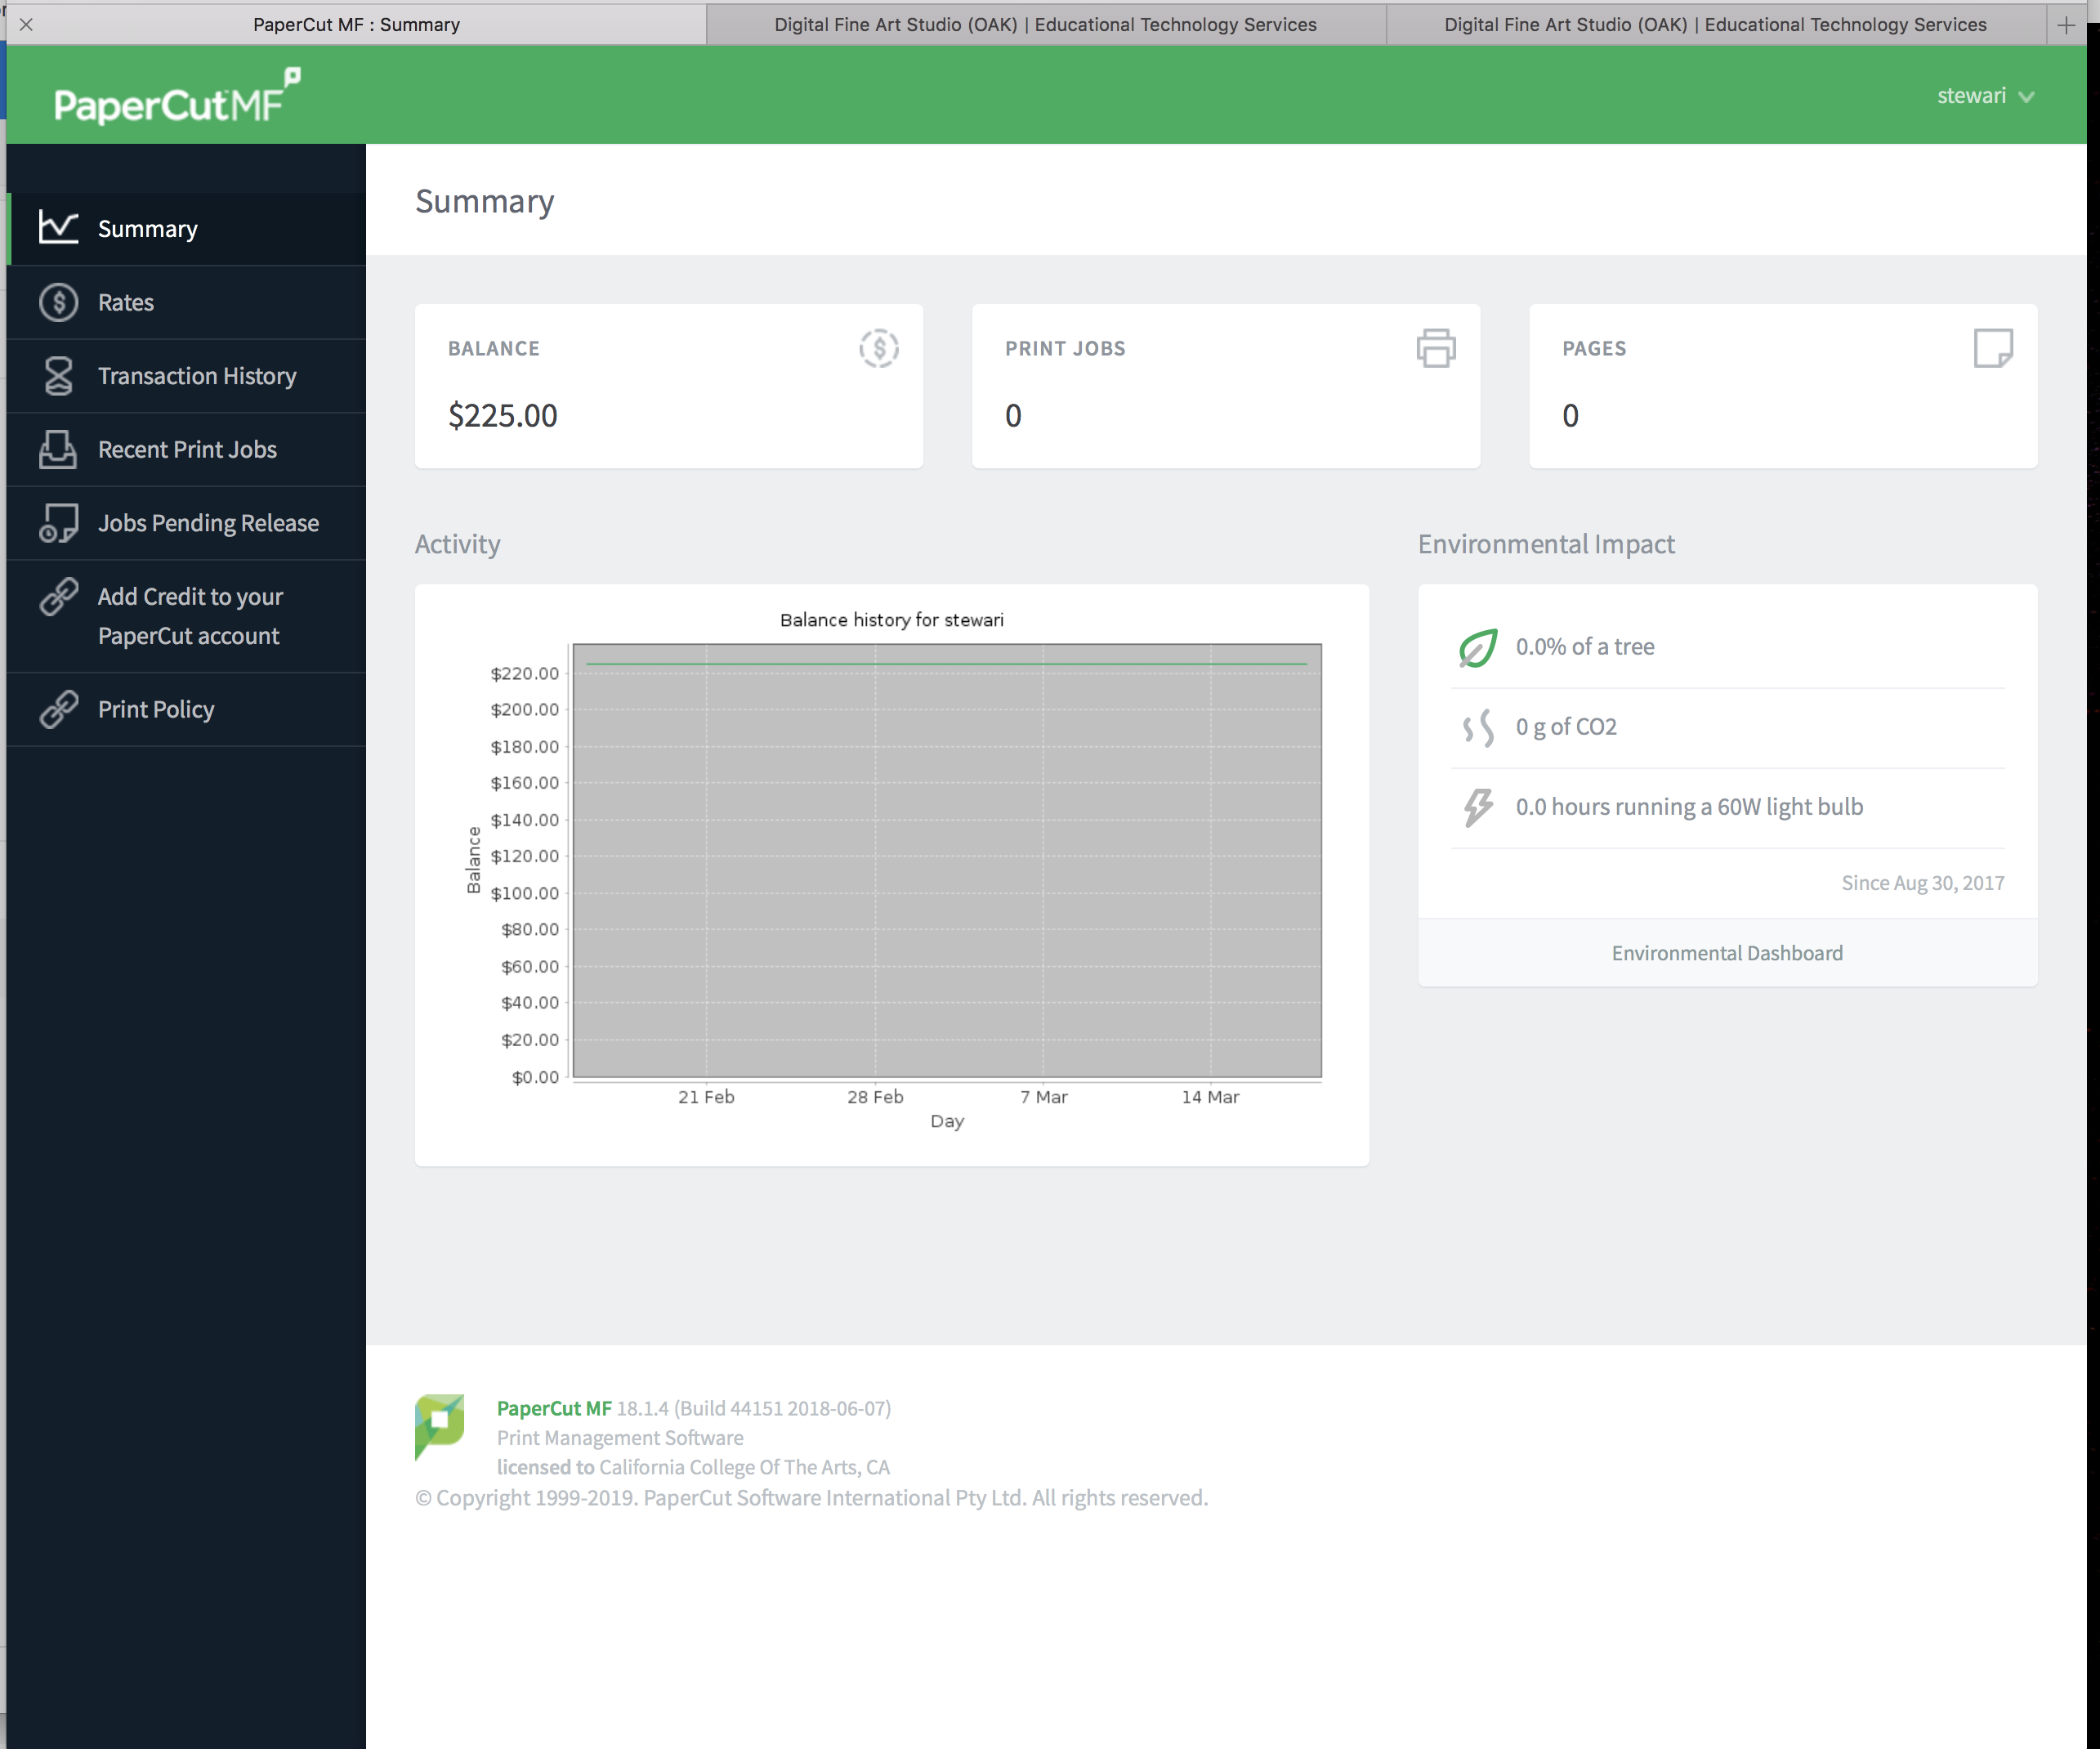 PaperCut MF : Summary
Digital Fine Art Studio (OAK) | Educational Technology Services
Digital Fine Art Studio (OAK) | Educational Technology Services
PaperCutMF
stewari
Summary
Rates
Transaction History
Recent Print Jobs
Jobs Pending Release
Add Credit to your
PaperCut account
Print Policy
Summary
BALANCE
$225.00
PRINT JOBS
0
PAGES
0
Activity
Balance history for stewari
Balance
$220.00
$200.00
$180.00
$160.00
$140.00
$120.00
$100.00
$80.00
$60.00
$40.00
$20.00
$0.00
21 Feb
28 Feb
7 Mar
14 Mar
Day
Environmental Impact
0.0% of a tree
0 g of CO2
0.0 hours running a 60W light bulb
Since Aug 30, 2017
Environmental Dashboard
PaperCut MF 18.1.4 (Build 44151 2018-06-07)
Print Management Software
licensed to California College Of The Arts, CA
© Copyright 1999-2019. PaperCut Software International Pty Ltd. All rights reserved.